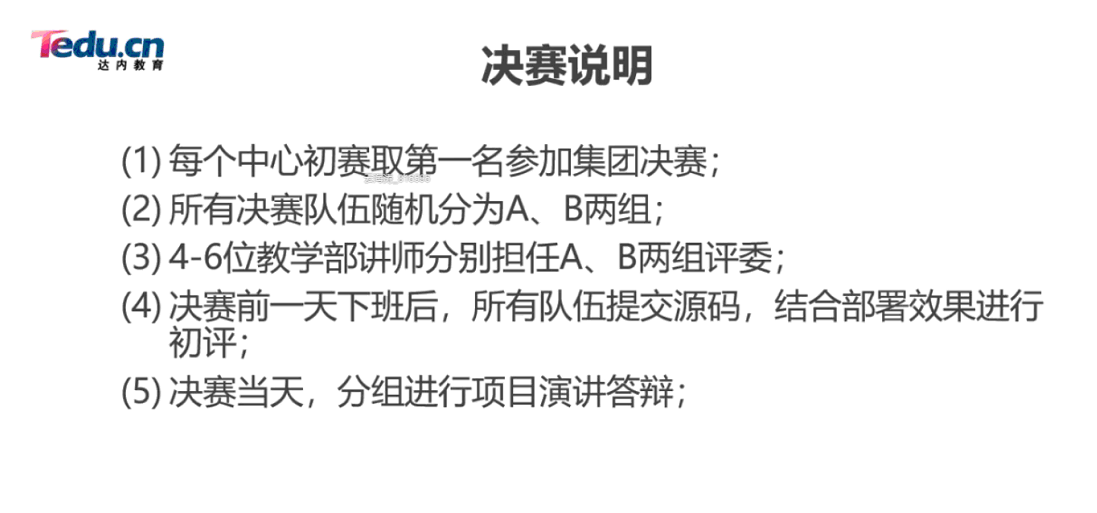 Tedu.cn
达内教育
决赛说明
(1) 每个中心初赛取第一名参加集团决赛；
(2) 所有决赛队伍随机分为A、B两组；
(3) 4-6位教学部讲师分别担任A、B两组评委；
(4) 决赛前一天下班后，所有队伍提交源码，结合部署效果进行
初评；
(5) 决赛当天，分组进行项目演讲答辩；